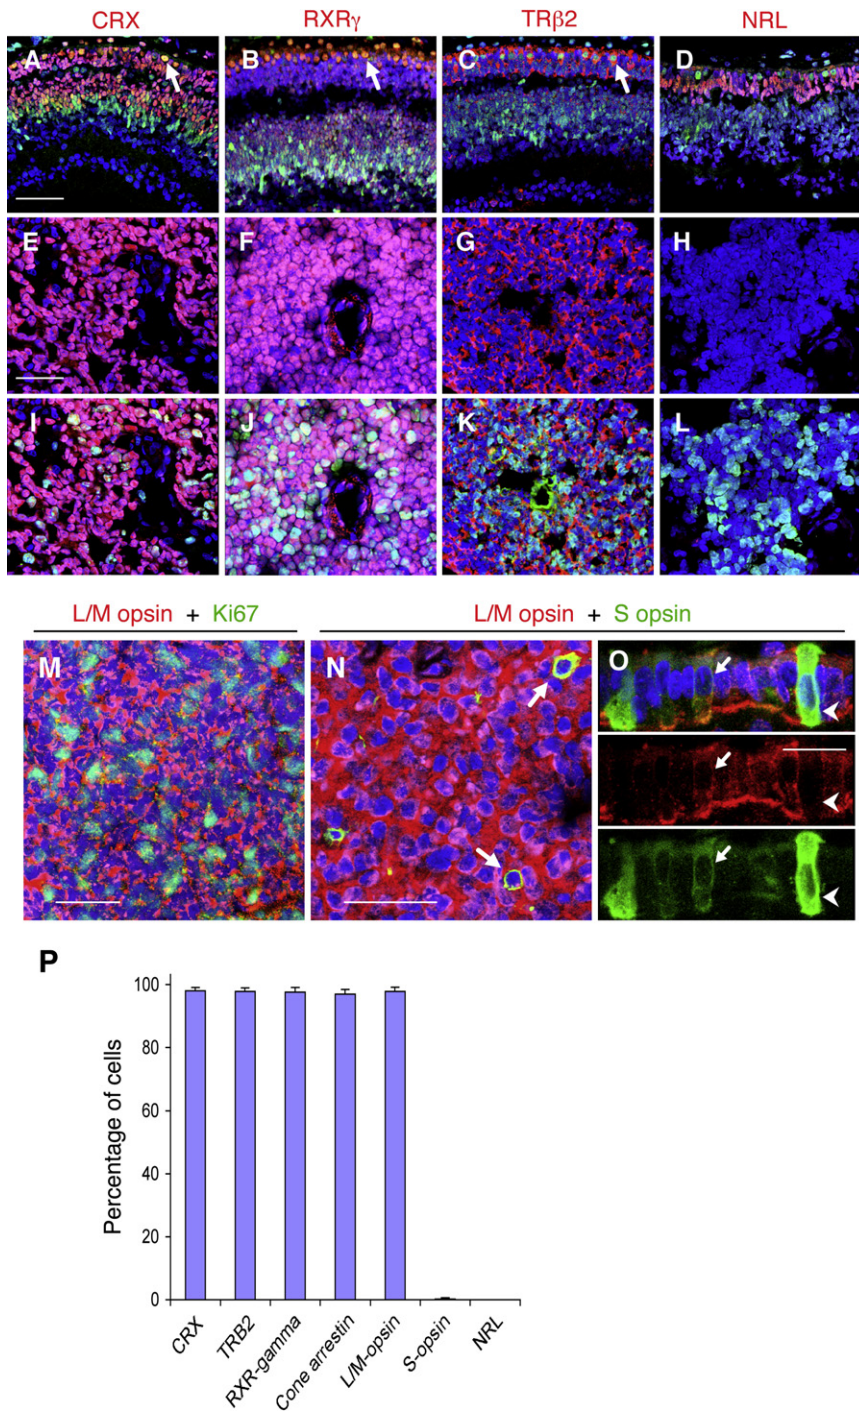 CRX RXRγ TRβ2 NRL
A B C D
E F G H
I J K L
L/M opsin + Ki67 L/M opsin + S opsin
M N O
P
Percentage of cells
100
80
60
40
20
0
CRX TRB2 RXR-gamma Cone arrestin L/M-opsin S-opsin NRL